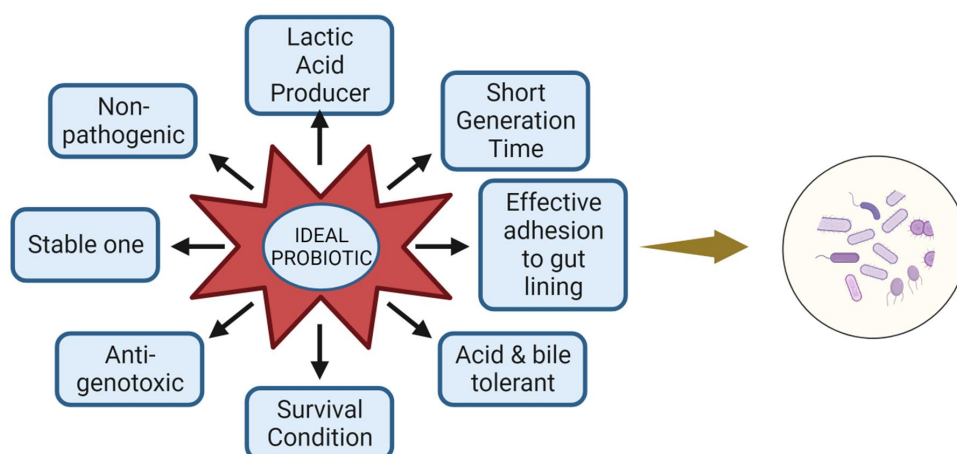 Lactic
Acid
Producer
Non-
pathogenic
Short
Generation
Time
Stable one
IDEAL
PROBIOTIC
Effective
adhesion
to gut
lining
Anti-
genotoxic
Acid & bile
tolerant
Survival
Condition